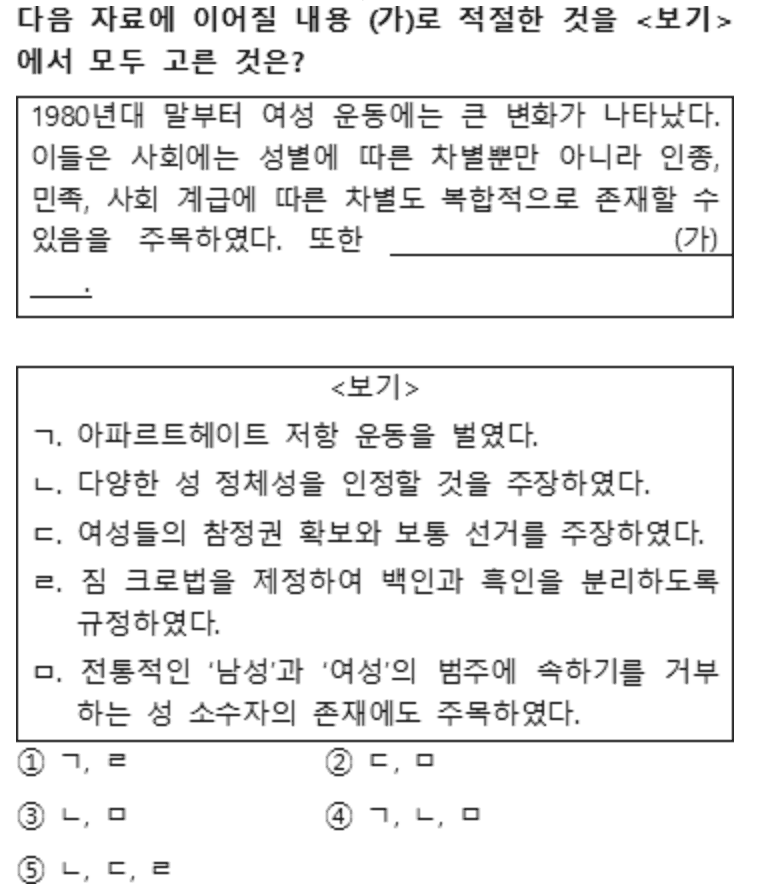 다음 자료에 이어질 내용 (가)로 적절한 것을 <보기>
에서 모두 고른 것은?
1980년대 말부터 여성 운동에는 큰 변화가 나타났다.
이들은 사회에는 성별에 따른 차별뿐만 아니라 인종,
민족, 사회 계급에 따른 차별도 복합적으로 존재할 수
있음을 주목하였다. 또한 ____________ (가)
____.
<보기>
ㄱ. 아파르트헤이트 저항 운동을 벌였다.
ㄴ. 다양한 성 정체성을 인정할 것을 주장하였다.
ㄷ. 여성들의 참정권 확보와 보통 선거를 주장하였다.
ㄹ. 짐 크로법을 제정하여 백인과 흑인을 분리하도록
규정하였다.
ㅁ. 전통적인 '남성'과 '여성'의 범주에 속하기를 거부
하는 성 소수자의 존재에도 주목하였다.
① ㄱ, ㄹ ② ㄷ, ㅁ
③ ㄴ, ㅁ ④ ㄱ, ㄴ, ㅁ
⑤ ㄴ, ㄷ, ㄹ